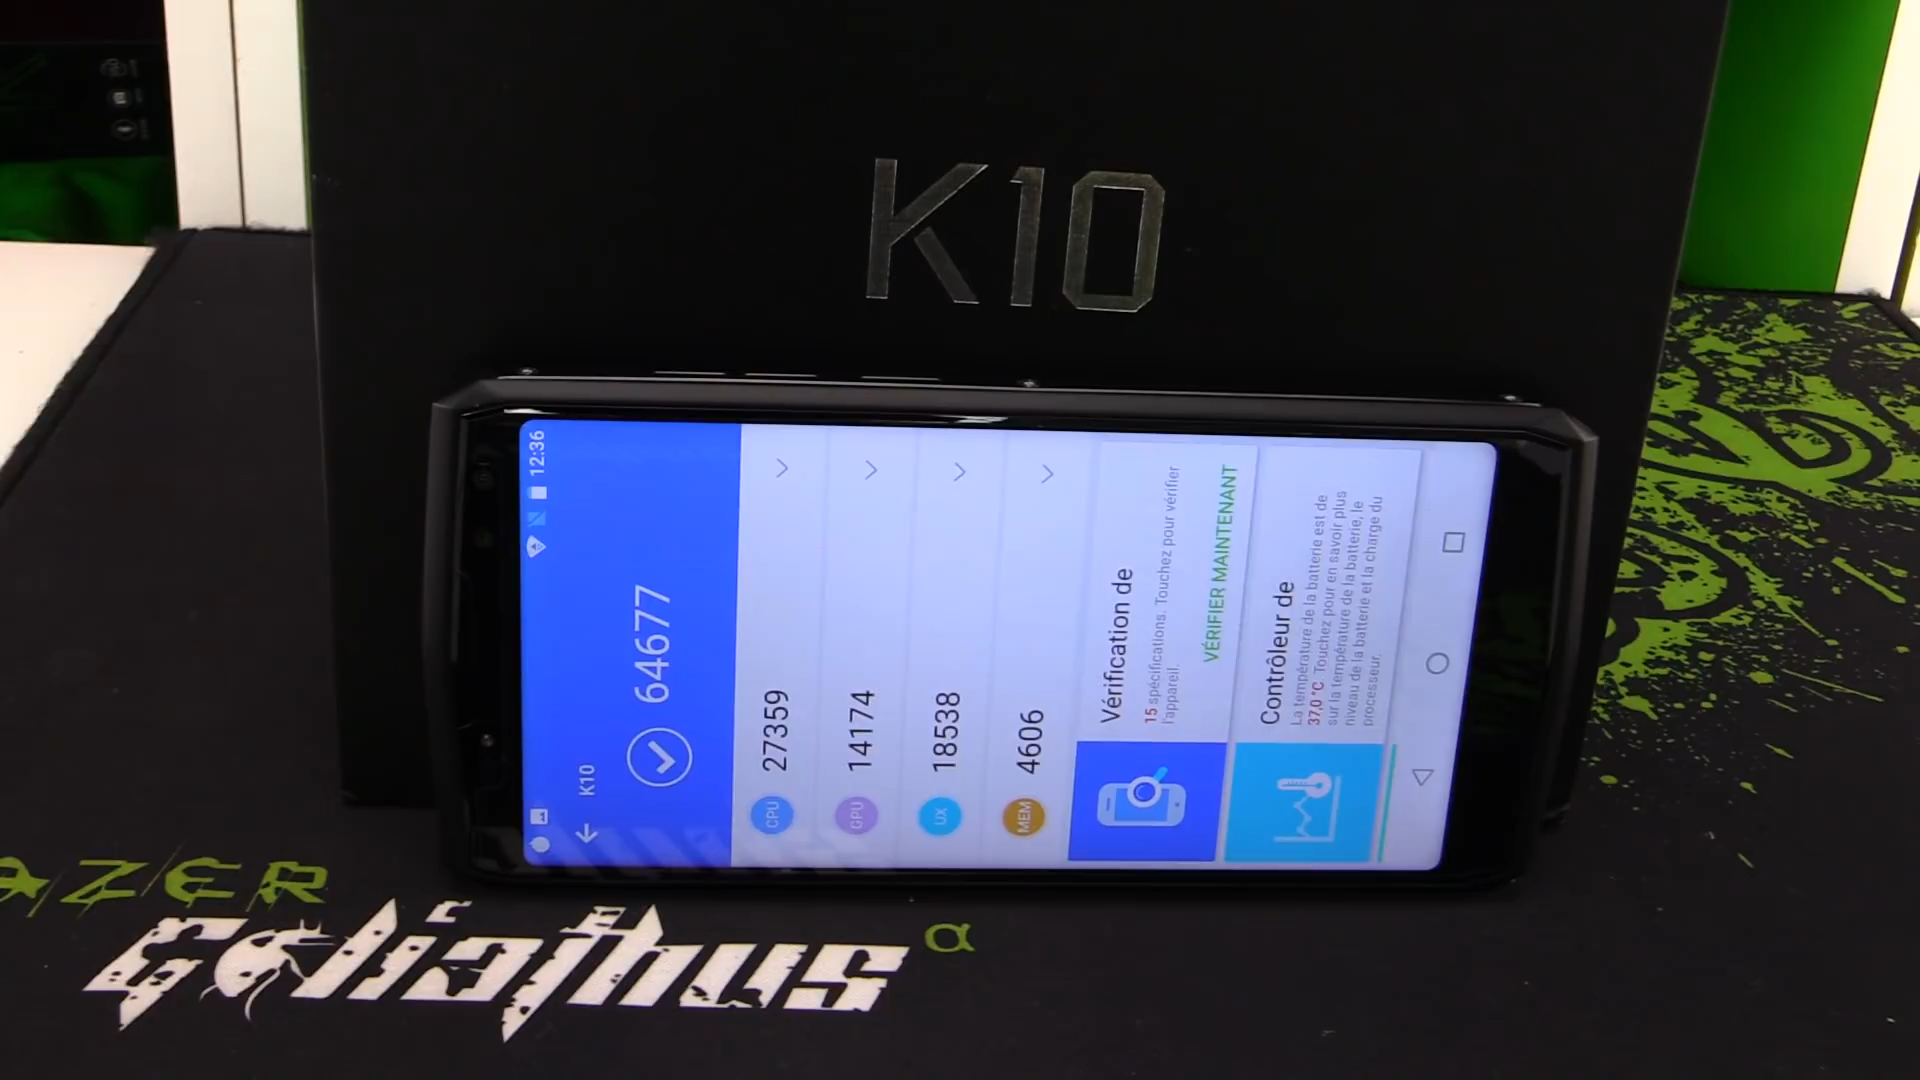 K10
12:36
K10
64677
CPU 27359
GPU 14174
UX 18538
MEM 4606
Vérification de
15 spécifications. Touchez pour vérifier
l'appareil.
VÉRIFIER MAINTENANT
Contrôleur de
La température de la batterie est de
37,0 °C. Touchez pour en savoir plus
sur la température de la batterie, le
niveau de la batterie et la charge du
processeur.
AZER
Goliathus α